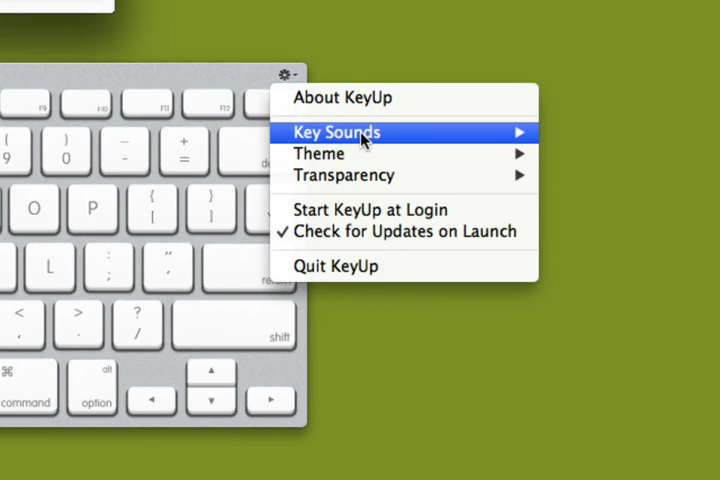 F9 F10 F11 F12
About KeyUp
( ) — +
9 0 - =
Key Sounds
Theme
Transparency
{ }
O P [ ]
Start KeyUp at Login
✓ Check for Updates on Launch
: "
L ; ,
Quit KeyUp
< > ?
, . /
shift
⌘ alt
command option